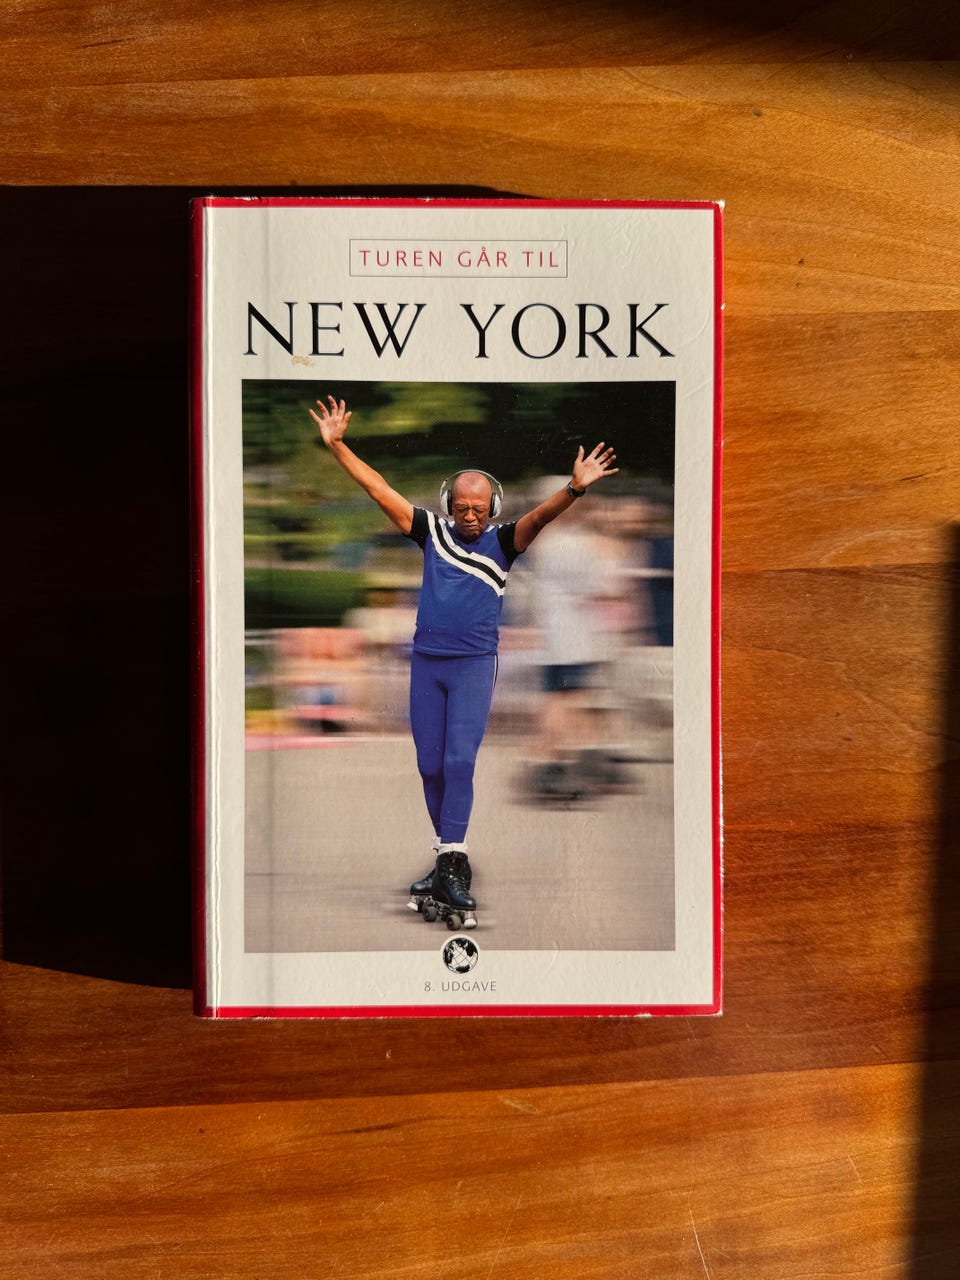 TUREN GÅR TIL
NEW YORK
8. UDGAVE